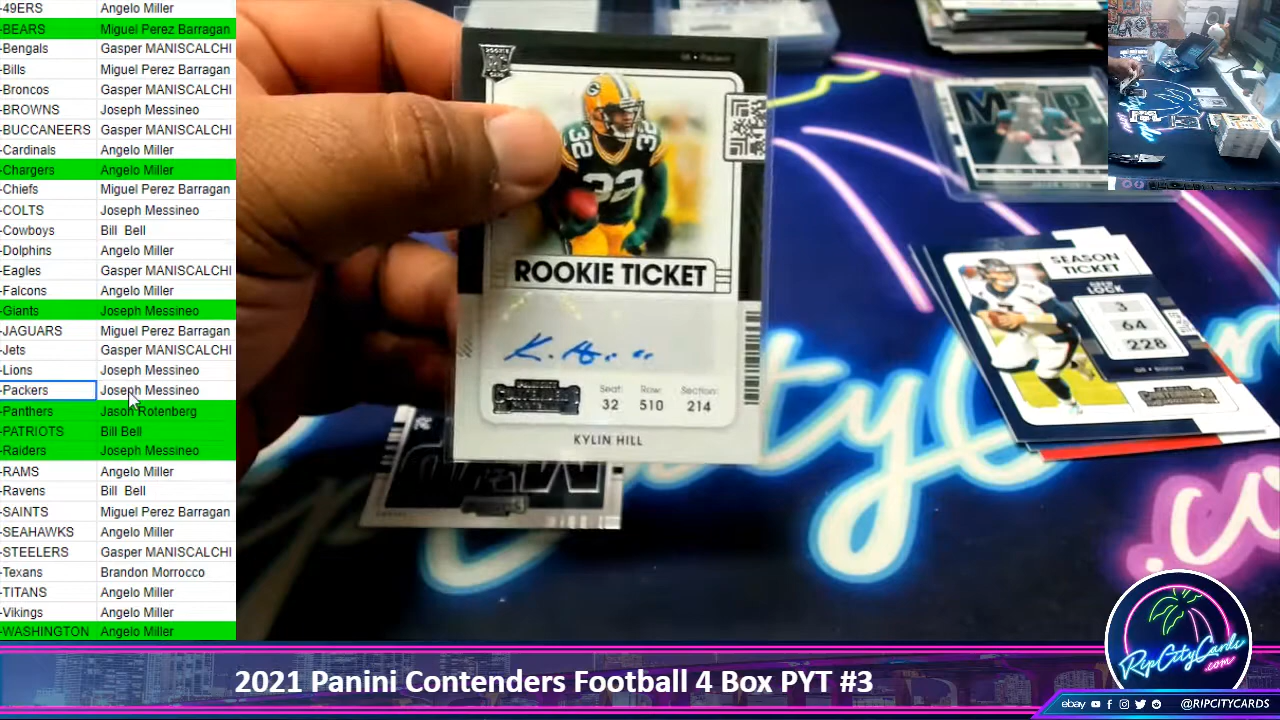 -49ERS Angelo Miller
-BEARS Miguel Perez Barragan
-Bengals Gasper MANISCALCHI
-Bills Miguel Perez Barragan
-Broncos Gasper MANISCALCHI
-BROWNS Joseph Messineo
-BUCCANEERS Gasper MANISCALCHI
-Cardinals Angelo Miller
-Chargers Angelo Miller
-Chiefs Miguel Perez Barragan
-COLTS Joseph Messineo
-Cowboys Bill Bell
-Dolphins Angelo Miller
-Eagles Gasper MANISCALCHI
-Falcons Angelo Miller
-Giants Joseph Messineo
-JAGUARS Miguel Perez Barragan
-Jets Gasper MANISCALCHI
-Lions Joseph Messineo
-Packers Joseph Messineo
-Panthers Jason Rotenberg
-PATRIOTS Bill Bell
-Raiders Joseph Messineo
-RAMS Angelo Miller
-Ravens Bill Bell
-SAINTS Miguel Perez Barragan
-SEAHAWKS Angelo Miller
-STEELERS Gasper MANISCALCHI
-Texans Brandon Morrocco
-TITANS Angelo Miller
-Vikings Angelo Miller
-WASHINGTON Angelo Miller
32
32
32
G
ROOKIE TICKET
CONTENDERS
Seat: Row: Section:
32 510 214
KYLIN HILL
SEASON
TICKET
DREW
LOCK
3
64
228
RipCityCards
.com
2021 Panini Contenders Football 4 Box PYT #3
ebay @RIPCITYCARDS